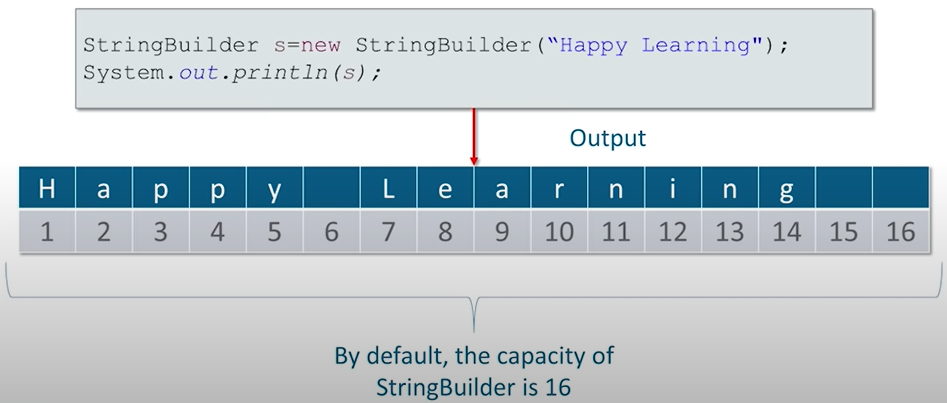 StringBuilder s=new StringBuilder(“Happy Learning");
System.out.println(s);
Output
H a p p y L e a r n i n g
1 2 3 4 5 6 7 8 9 10 11 12 13 14 15 16
By default, the capacity of
StringBuilder is 16